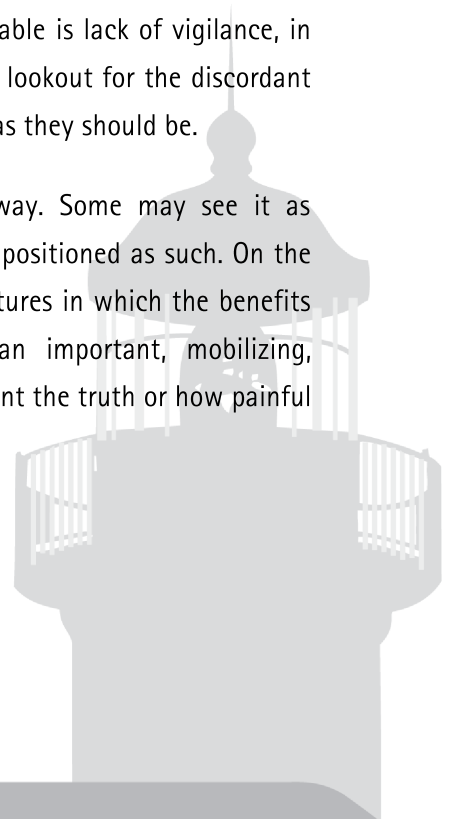 able is lack of vigilance, in
lookout for the discordant
as they should be.
way. Some may see it as
positioned as such. On the
tures in which the benefits
an important, mobilizing,
nt the truth or how painful